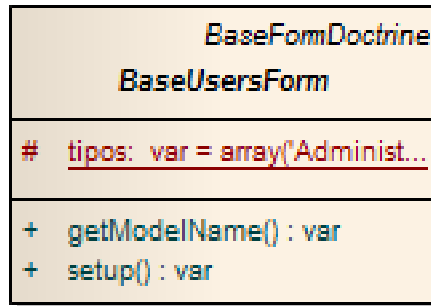 BaseFormDoctrine
BaseUsersForm
# tipos: var = array('Administ...
+ getModelName() : var
+ setup() : var